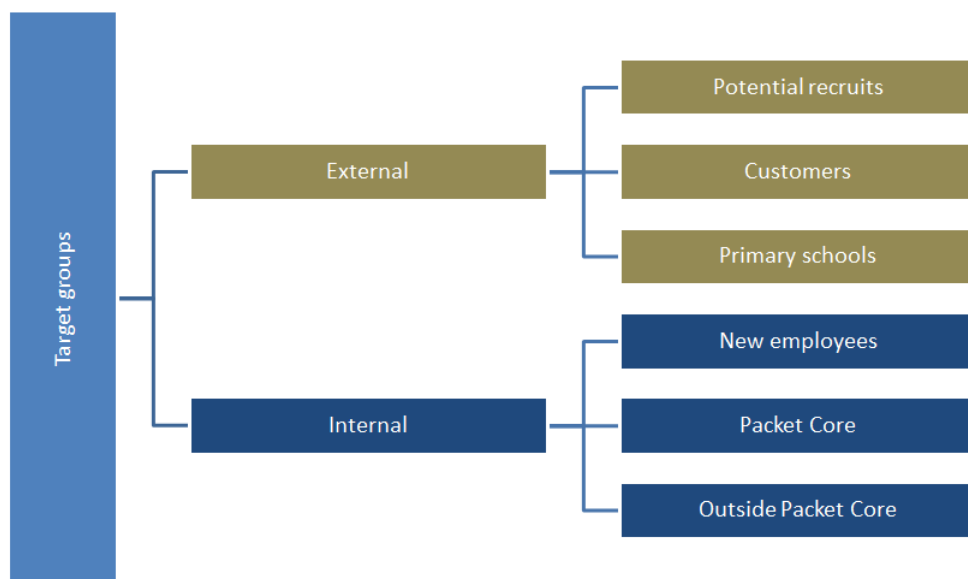 Target groups
External
Potential recruits
Customers
Primary schools
Internal
New employees
Packet Core
Outside Packet Core